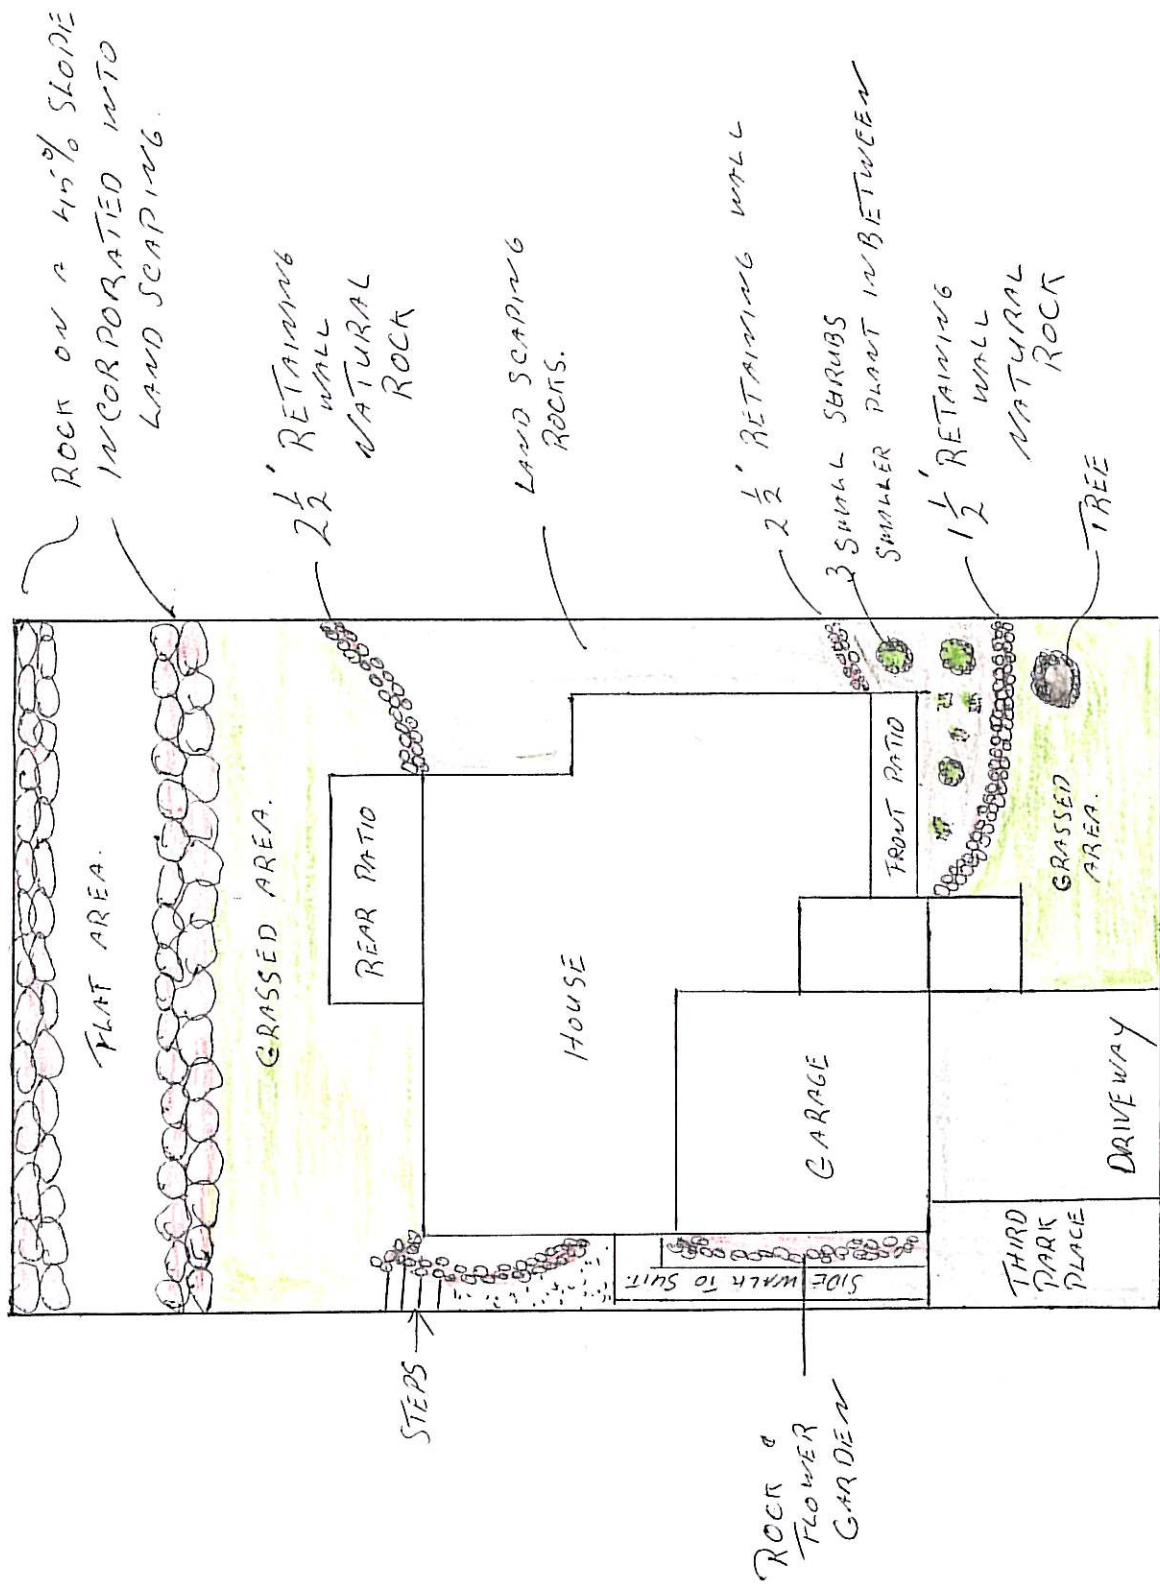 ROCK ON A 45% SLOPE
INCORPORATED INTO
LAND SCAPING.
2 1/2' RETAINING
WALL
NATURAL
ROCK
LAND SCAPING
ROCKS.
2 1/2' RETAINING WALL
3 SMALL SHRUBS
SMALLER PLANT INBETWEEN
1 1/2' RETAINING
WALL
NATURAL
ROCK
TREE
FLAT AREA.
GRASSED AREA.
REAR PATIO
HOUSE
FRONT PATIO
GRASSED
AREA.
GARAGE
DRIVEWAY
THIRD
PARK
PLACE
SIDE WALK TO SUIT.
STEPS
ROCK &
FLOWER
GARDEN